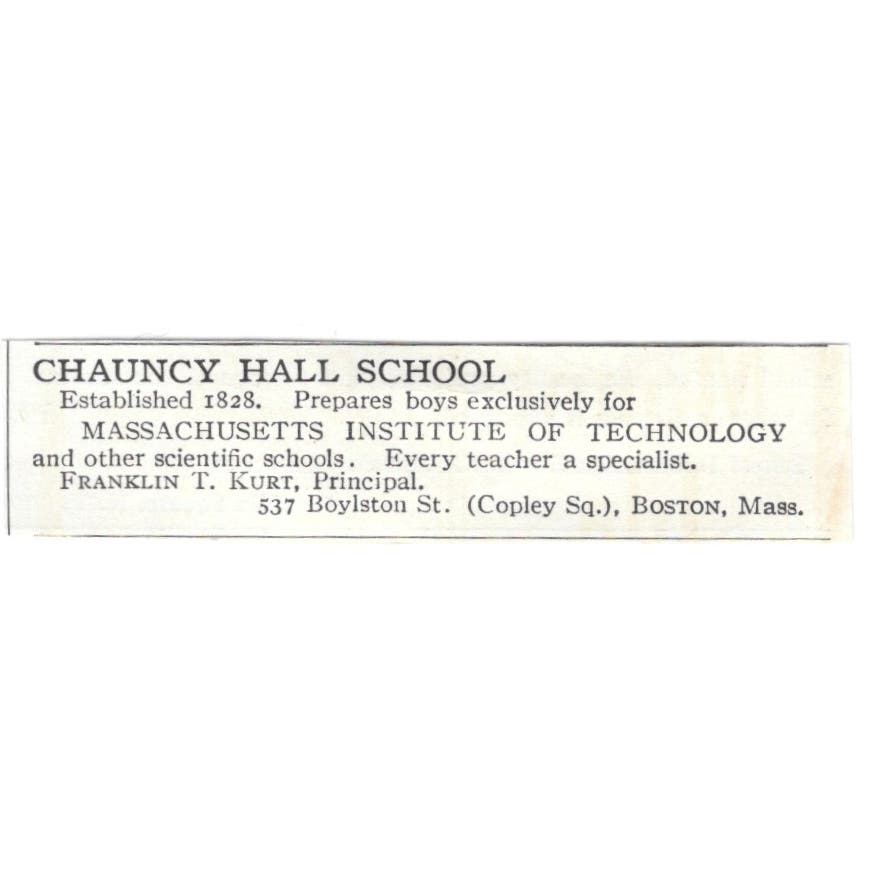 CHAUNCY HALL SCHOOL
Established 1828. Prepares boys exclusively for
MASSACHUSETTS INSTITUTE OF TECHNOLOGY
and other scientific schools. Every teacher a specialist.
FRANKLIN T. KURT, Principal.
537 Boylston St. (Copley Sq.), BOSTON, Mass.